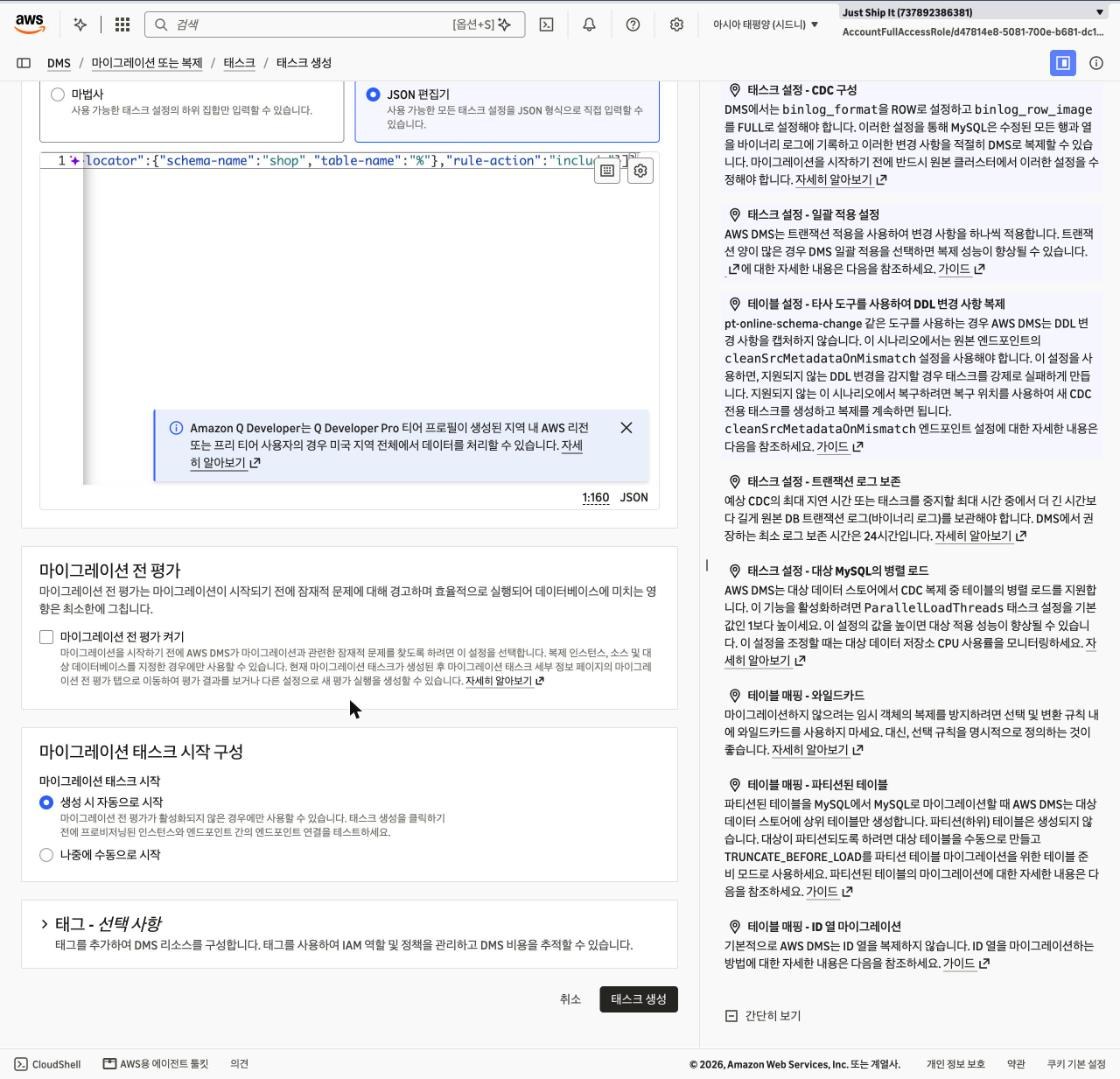 aws
검색
[옵션+S]
아시아 태평양 (시드니) ▼
Just Ship It (737892386381) ▼
AccountFullAccessRole/d47814e8-5081-700e-b681-dc1...
DMS / 마이그레이션 또는 복제 / 태스크 / 태스크 생성
마법사
사용 가능한 태스크 설정의 하위 집합만 입력할 수 있습니다.
JSON 편집기
사용 가능한 모든 태스크 설정을 JSON 형식으로 직접 입력할 수
있습니다.
1 locator":{"schema-name":"shop","table-name":"%"},"rule-action":"includ
Amazon Q Developer는 Q Developer Pro 티어 프로필이 생성된 지역 내 AWS 리전
또는 프리 티어 사용자의 경우 미국 지역 전체에서 데이터를 처리할 수 있습니다. 자세
히 알아보기
1:160 JSON
마이그레이션 전 평가
마이그레이션 전 평가는 마이그레이션이 시작되기 전에 잠재적 문제에 대해 경고하며 효율적으로 실행되어 데이터베이스에 미치는 영
향은 최소한에 그칩니다.
마이그레이션 전 평가 켜기
마이그레이션을 시작하기 전에 AWS DMS가 마이그레이션과 관련한 잠재적 문제를 찾도록 하려면 이 설정을 선택합니다. 복제 인스턴스, 소스 및 대
상 데이터베이스를 지정한 경우에만 사용할 수 있습니다. 현재 마이그레이션 태스크가 생성된 후 마이그레이션 태스크 세부 정보 페이지의 마이그레
이션 전 평가 탭으로 이동하여 평가 결과를 보거나 다른 설정으로 새 평가 실행을 생성할 수 있습니다. 자세히 알아보기
마이그레이션 태스크 시작 구성
마이그레이션 태스크 시작
생성 시 자동으로 시작
마이그레이션 전 평가가 활성화되지 않은 경우에만 사용할 수 있습니다. 태스크 생성을 클릭하기
전에 프로비저닝된 인스턴스와 엔드포인트 간의 엔드포인트 연결을 테스트하세요.
나중에 수동으로 시작
태그 - 선택 사항
태그를 추가하여 DMS 리소스를 구성합니다. 태그를 사용하여 IAM 역할 및 정책을 관리하고 DMS 비용을 추적할 수 있습니다.
취소
태스크 생성
태스크 설정 - CDC 구성
DMS에서는 binlog_format을 ROW로 설정하고 binlog_row_image
를 FULL로 설정해야 합니다. 이러한 설정을 통해 MySQL은 수정된 모든 행과 열
을 바이너리 로그에 기록하고 이러한 변경 사항을 적절히 DMS로 복제할 수 있습
니다. 마이그레이션을 시작하기 전에 반드시 원본 클러스터에서 이러한 설정을 수
정해야 합니다. 자세히 알아보기
태스크 설정 - 일괄 적용 설정
AWS DMS는 트랜잭션 적용을 사용하여 변경 사항을 하나씩 적용합니다. 트랜잭
션 양이 많은 경우 DMS 일괄 적용을 선택하면 복제 성능이 향상될 수 있습니다.
에 대한 자세한 내용은 다음을 참조하세요. 가이드
테이블 설정 - 타사 도구를 사용하여 DDL 변경 사항 복제
pt-online-schema-change 같은 도구를 사용하는 경우 AWS DMS는 DDL 변
경 사항을 캡처하지 않습니다. 이 시나리오에서는 원본 엔드포인트의
cleanSrcMetadataOnMismatch 설정을 사용해야 합니다. 이 설정을 사
용하면, 지원되지 않는 DDL 변경을 감지할 경우 태스크를 강제로 실패하게 만듭
니다. 지원되지 않는 이 시나리오에서 복구하려면 복구 위치를 사용하여 새 CDC
전용 태스크를 생성하고 복제를 계속하면 됩니다.
cleanSrcMetadataOnMismatch 엔드포인트 설정에 대한 자세한 내용은
다음을 참조하세요. 가이드
태스크 설정 - 트랜잭션 로그 보존
예상 CDC의 최대 지연 시간 또는 태스크를 중지할 최대 시간 중에서 더 긴 시간보
다 길게 원본 DB 트랜잭션 로그(바이너리 로그)를 보관해야 합니다. DMS에서 권
장하는 최소 로그 보존 시간은 24시간입니다. 자세히 알아보기
태스크 설정 - 대상 MySQL의 병렬 로드
AWS DMS는 대상 데이터 스토어에서 CDC 복제 중 테이블의 병렬 로드를 지원합
니다. 이 기능을 활성화하려면 ParallelLoadThreads 태스크 설정을 기본
값인 1보다 높이세요. 이 설정의 값을 높이면 대상 적용 성능이 향상될 수 있습니
다. 이 설정을 조정할 때는 대상 데이터 저장소 CPU 사용률을 모니터링하세요. 자
세히 알아보기
테이블 매핑 - 와일드카드
마이그레이션하지 않으려는 임시 객체의 복제를 방지하려면 선택 및 변환 규칙 내
에 와일드카드를 사용하지 마세요. 대신, 선택 규칙을 명시적으로 정의하는 것이
좋습니다. 자세히 알아보기
테이블 매핑 - 파티션된 테이블
파티션된 테이블을 MySQL에서 MySQL로 마이그레이션할 때 AWS DMS는 대상
데이터 스토어에 상위 테이블만 생성합니다. 파티션(하위) 테이블은 생성되지 않
습니다. 대상이 파티션되도록 하려면 대상 테이블을 수동으로 만들고
TRUNCATE_BEFORE_LOAD를 파티션 테이블 마이그레이션을 위한 테이블 준
비 모드로 사용하세요. 파티션된 테이블의 마이그레이션에 대한 자세한 내용은 다
음을 참조하세요. 가이드
테이블 매핑 - ID 열 마이그레이션
기본적으로 AWS DMS는 ID 열을 복제하지 않습니다. ID 열을 마이그레이션하는
방법에 대한 자세한 내용은 다음을 참조하세요. 가이드
간단히 보기
CloudShell
AWS용 에이전트 툴킷
의견
© 2026, Amazon Web Services, Inc. 또는 계열사.
개인 정보 보호
약관
쿠키 기본 설정